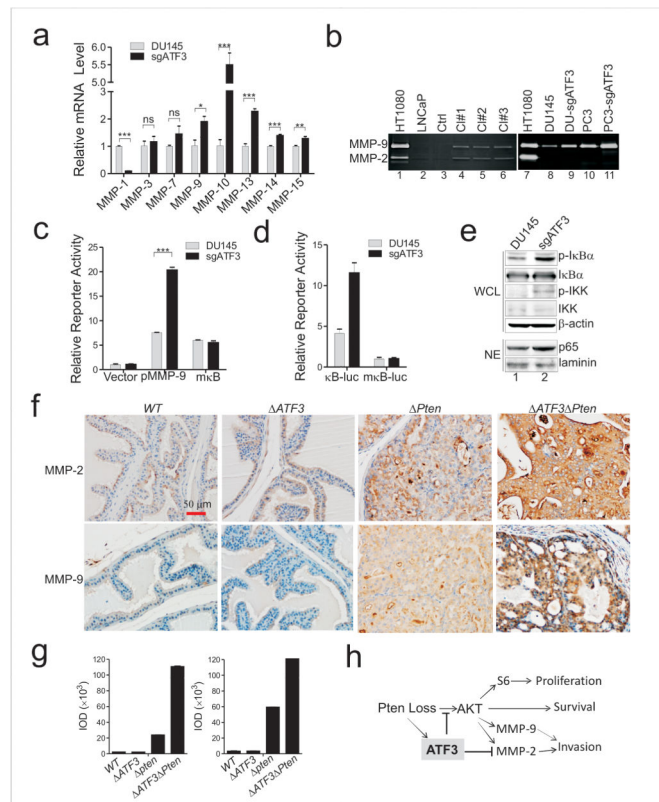 a
DU145
sgATF3
Relative mRNA Level
6.0
5.5
5.0
4.5
3
2
1
0
***
ns
ns
*
***
***
***
**
MMP-1
MMP-3
MMP-7
MMP-9
MMP-10
MMP-13
MMP-14
MMP-15
b
HT1080
LNCaP
Ctrl
Cl#1
Cl#2
Cl#3
HT1080
DU145
DU-sgATF3
PC3
PC3-sgATF3
MMP-9
MMP-2
1 2 3 4 5 6 7 8 9 10 11
c
DU145
sgATF3
Relative Reporter Activity
25
20
15
10
5
0
***
Vector pMMP-9 mκB
d
DU145
sgATF3
Relative Reporter Activity
15
10
5
0
κB-luc mκB-luc
e
DU145
sgATF3
WCL
p-IκBα
IκBα
p-IKK
IKK
β-actin
NE
p65
laminin
1 2
f
WT ΔATF3 ΔPten ΔATF3ΔPten
MMP-2
50 μm
MMP-9
g
IOD (×10³)
120
100
80
60
40
20
0
WT
ΔATF3
Δpten
ΔATF3ΔPten
IOD (×10³)
120
100
80
60
40
20
0
WT
ΔATF3
Δpten
ΔATF3ΔPten
h
S6 Proliferation
Pten Loss AKT Survival
MMP-9
ATF3 MMP-2 Invasion